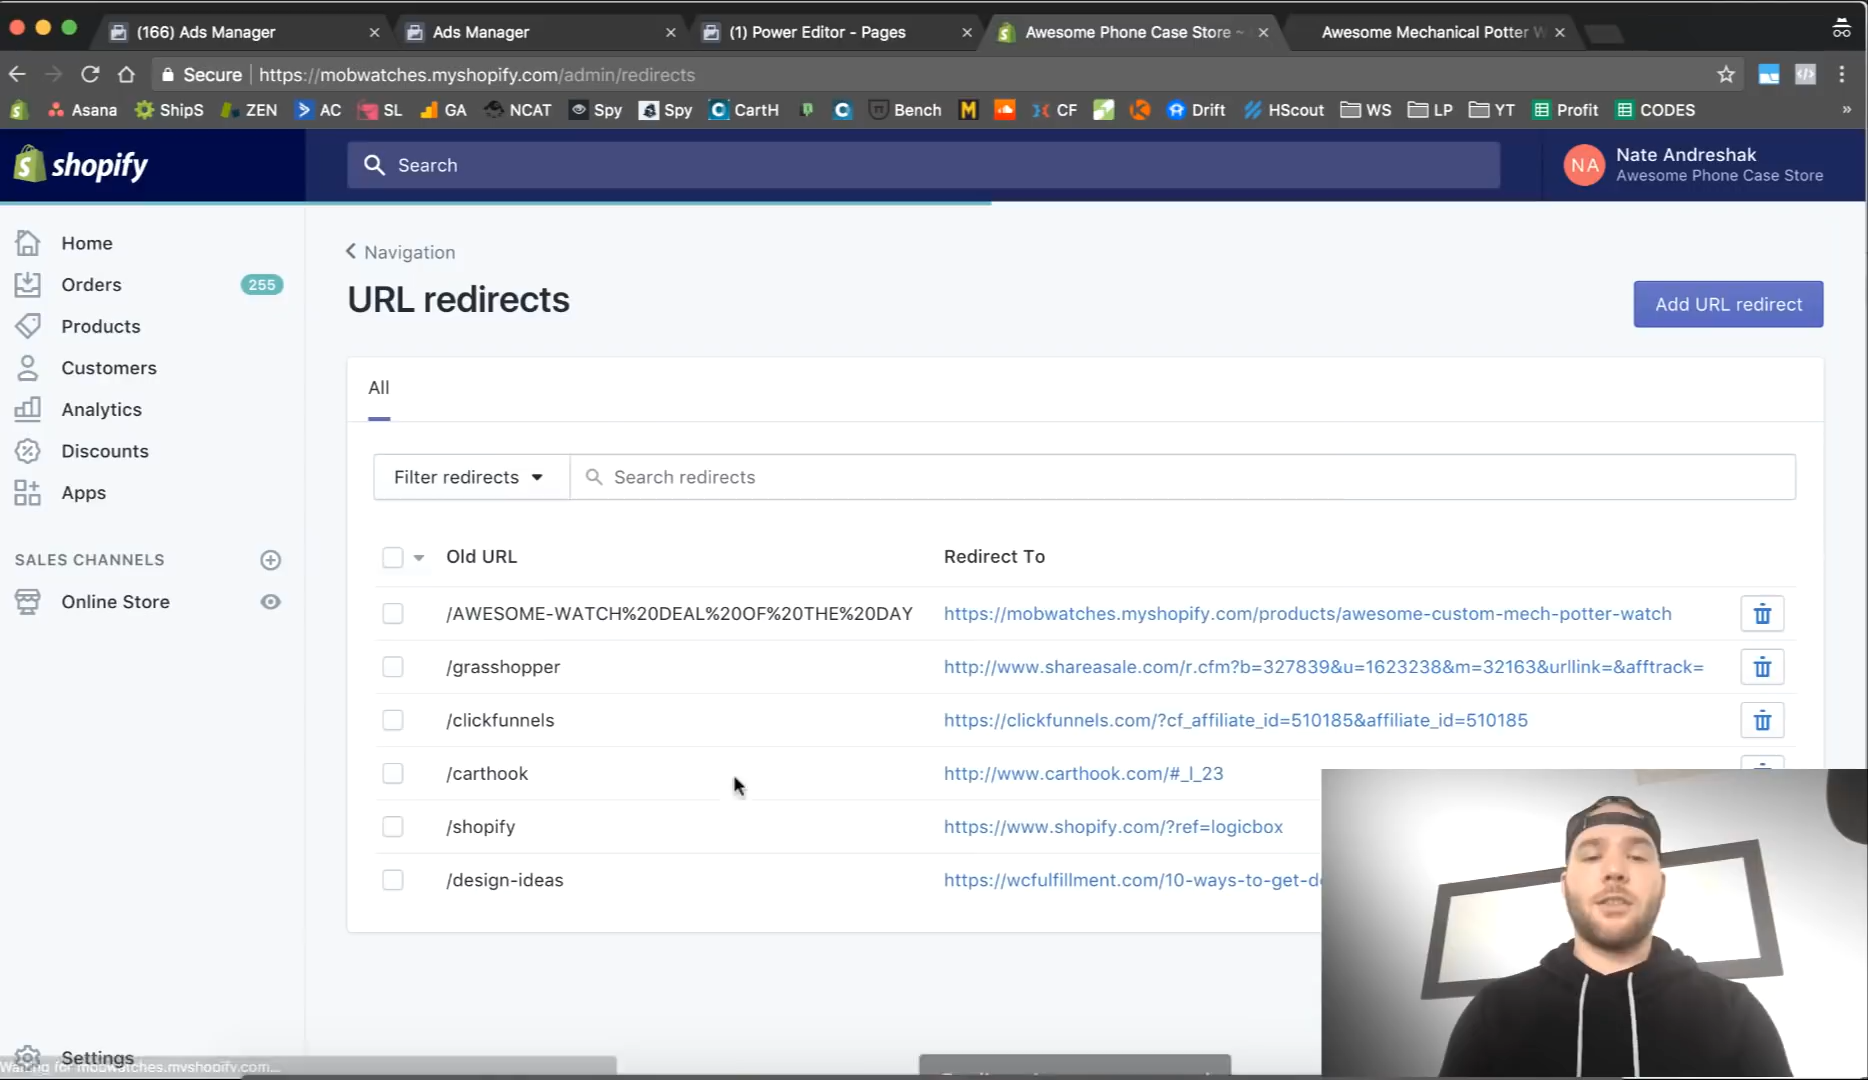 (166) Ads Manager
Ads Manager
(1) Power Editor - Pages
Awesome Phone Case Store ~
Awesome Mechanical Potter W
Secure
https://mobwatches.myshopify.com/admin/redirects
Asana
ShipS
ZEN
AC
SL
GA
NCAT
Spy
Spy
CartH
Bench
CF
Drift
HScout
WS
LP
YT
Profit
CODES
shopify
Search
NA
Nate Andreshak
Awesome Phone Case Store
Home
Orders
255
Products
Customers
Analytics
Discounts
Apps
SALES CHANNELS
Online Store
Settings
Waiting for mobwatches.myshopify.com...
Navigation
URL redirects
Add URL redirect
All
Filter redirects
Search redirects
Old URL
Redirect To
/AWESOME-WATCH%20DEAL%20OF%20THE%20DAY
https://mobwatches.myshopify.com/products/awesome-custom-mech-potter-watch
/grasshopper
http://www.shareasale.com/r.cfm?b=327839&u=1623238&m=32163&urllink=&afftrack=
/clickfunnels
https://clickfunnels.com/?cf_affiliate_id=510185&affiliate_id=510185
/carthook
http://www.carthook.com/#_l_23
/shopify
https://www.shopify.com/?ref=logicbox
/design-ideas
https://wcfulfillment.com/10-ways-to-get-de